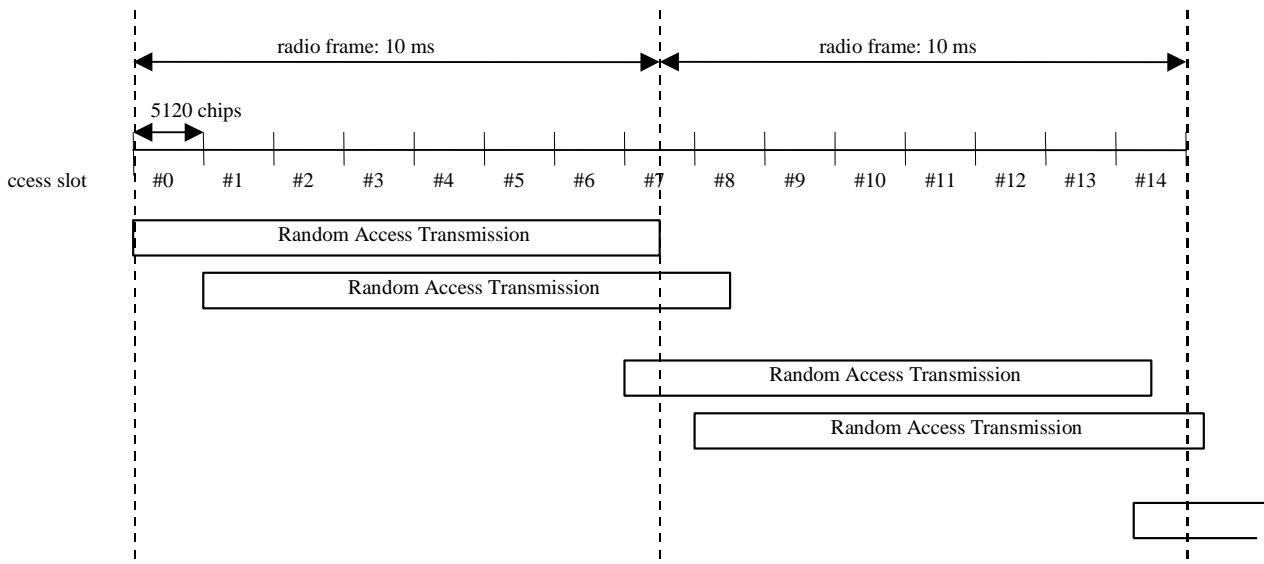 radio frame: 10 ms radio frame: 10 ms
5120 chips
ccess slot #0 #1 #2 #3 #4 #5 #6 #7 #8 #9 #10 #11 #12 #13 #14
Random Access Transmission
Random Access Transmission
Random Access Transmission
Random Access Transmission